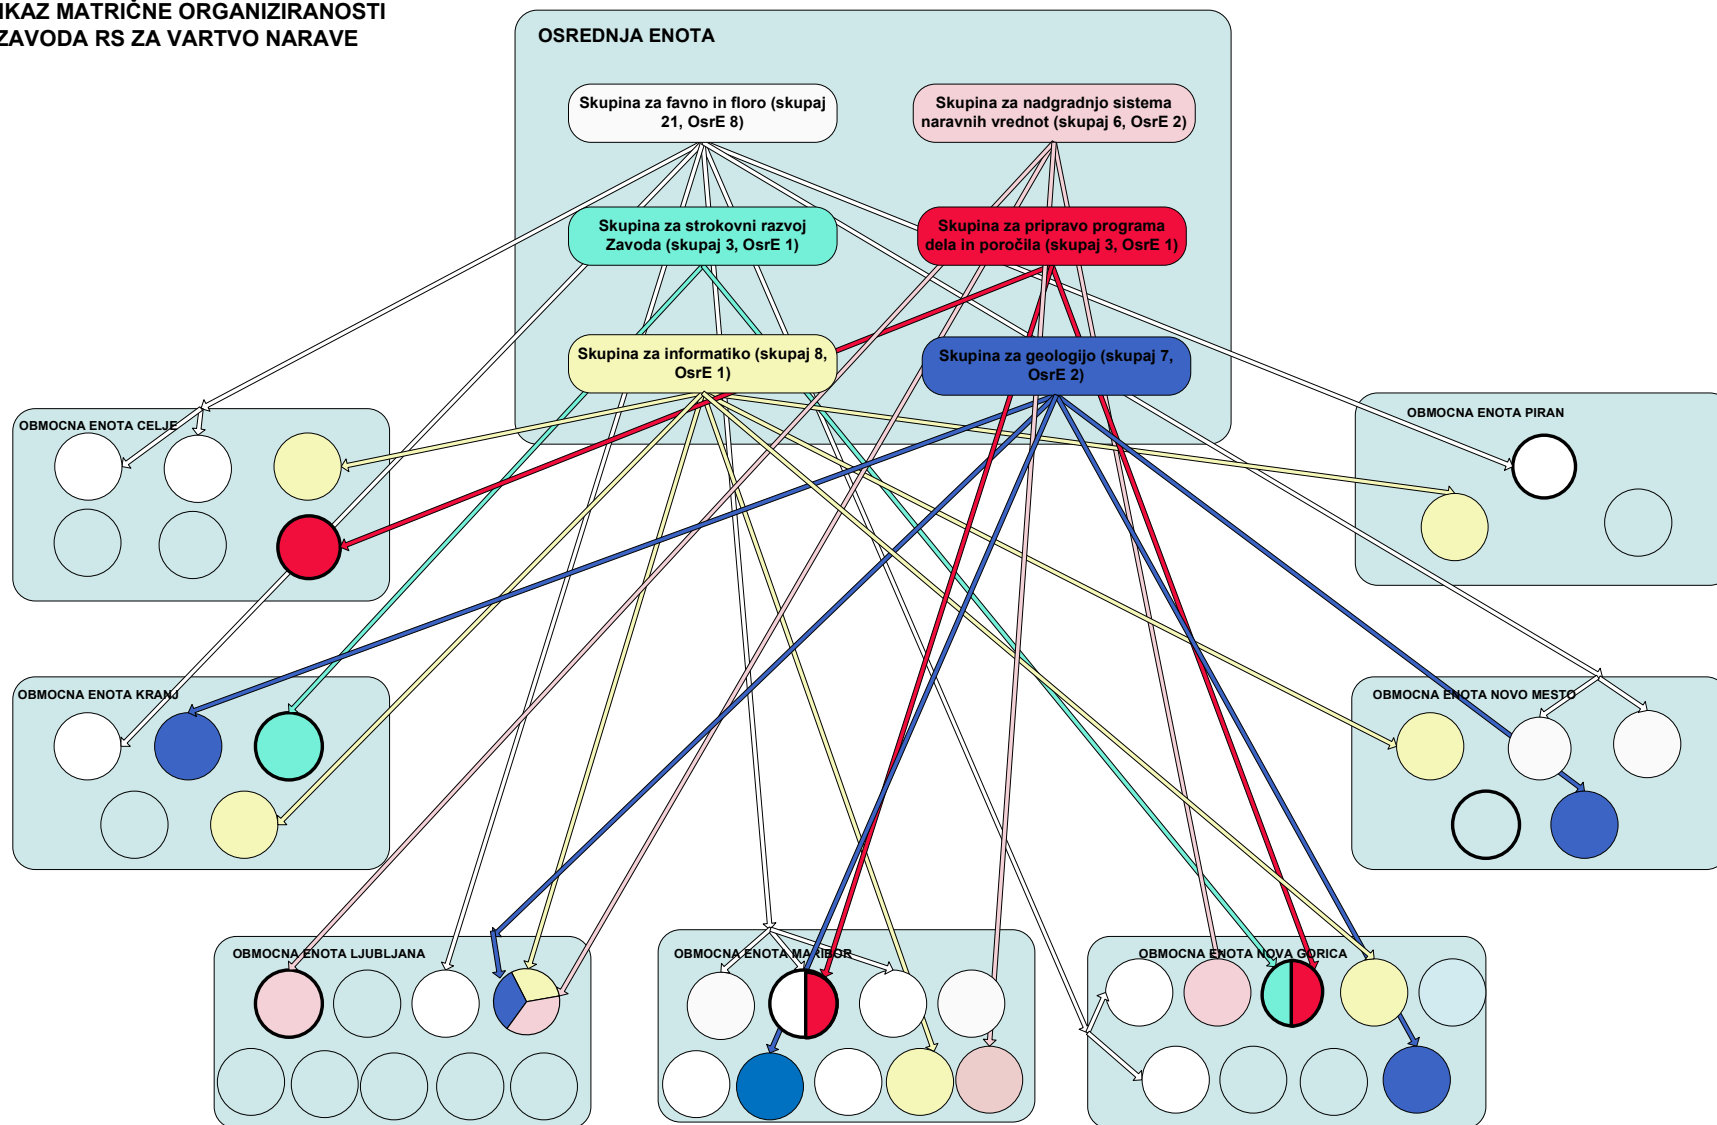 IKAZ MATRIČNE ORGANIZIRANOSTI
ZAVODA RS ZA VARTVO NARAVE
OSREDNJA ENOTA
Skupina za favno in floro (skupaj
21, OsrE 8)
Skupina za nadgradnjo sistema
naravnih vrednot (skupaj 6, OsrE 2)
Skupina za strokovni razvoj
Zavoda (skupaj 3, OsrE 1)
Skupina za pripravo programa
dela in poročila (skupaj 3, OsrE 1)
Skupina za informatiko (skupaj 8,
OsrE 1)
Skupina za geologijo (skupaj 7,
OsrE 2)
OBMOCNA ENOTA CELJE
OBMOCNA ENOTA PIRAN
OBMOCNA ENOTA KRANJ
OBMOCNA ENOTA NOVO MESTO
OBMOCNA ENOTA LJUBLJANA
OBMOCNA ENOTA MARIBOR
OBMOCNA ENOTA NOVA GORICA